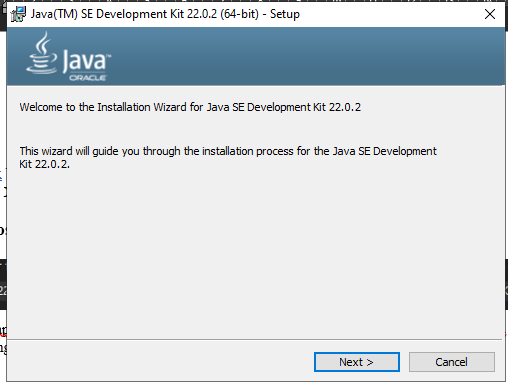 Java(TM) SE Development Kit 22.0.2 (64-bit) - Setup
Java™
ORACLE
Welcome to the Installation Wizard for Java SE Development Kit 22.0.2
This wizard will guide you through the installation process for the Java SE Development
Kit 22.0.2.
Next >
Cancel